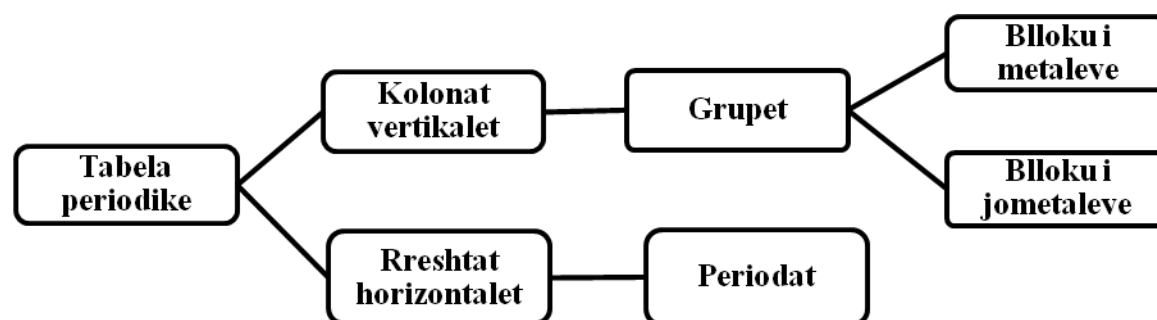 Tabela
periodike
Kolonat
vertikalet
Grupet
Blloku i
metaleve
Blloku i
jometaleve
Rreshtat
horizontalet
Periodat